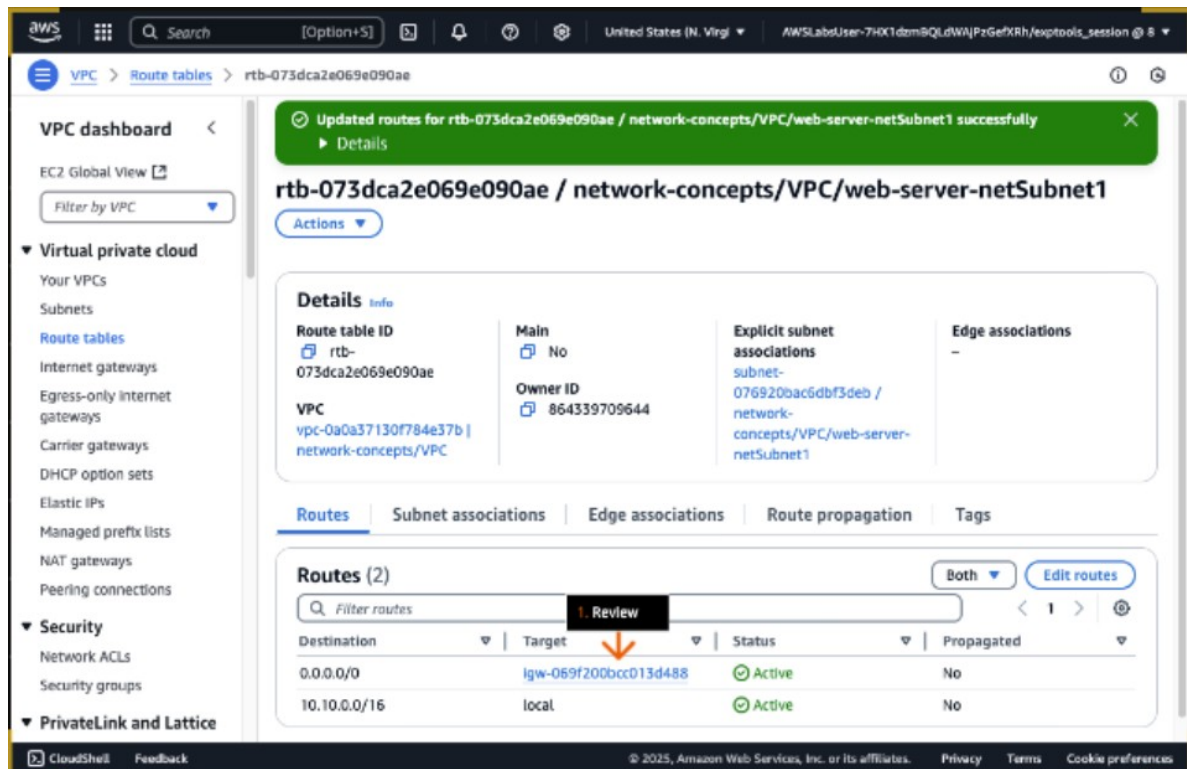 aws
Search [Option+S] United States (N. Virgi AWSLabsUser-7HX1dzmBQLdWAjPzGefXRh/exptools_session @ 8
VPC > Route tables > rtb-073dca2e069e090ae
VPC dashboard
EC2 Global View
Filter by VPC
Virtual private cloud
Your VPCs
Subnets
Route tables
Internet gateways
Egress-only Internet
gateways
Carrier gateways
DHCP option sets
Elastic IPs
Managed prefix lists
NAT gateways
Peering connections
Security
Network ACLs
Security groups
PrivateLink and Lattice
Updated routes for rtb-073dca2e069e090ae / network-concepts/VPC/web-server-netSubnet1 successfully
Details
rtb-073dca2e069e090ae / network-concepts/VPC/web-server-netSubnet1
Actions
Details Info
Route table ID
rtb-
073dca2e069e090ae
VPC
vpc-0a0a37130f784e37b |
network-concepts/VPC
Main
No
Owner ID
864339709644
Explicit subnet
associations
subnet-
076920bac6dbf3deb /
network-
concepts/VPC/web-server-
netSubnet1
Edge associations
–
Routes Subnet associations Edge associations Route propagation Tags
Routes (2) Both Edit routes
Filter routes 1. Review < 1 >
Destination Target Status Propagated
0.0.0.0/0 igw-069f200bcc013d488 Active No
10.10.0.0/16 local Active No
CloudShell Feedback © 2025, Amazon Web Services, Inc. or its affiliates. Privacy Terms Cookie preferences